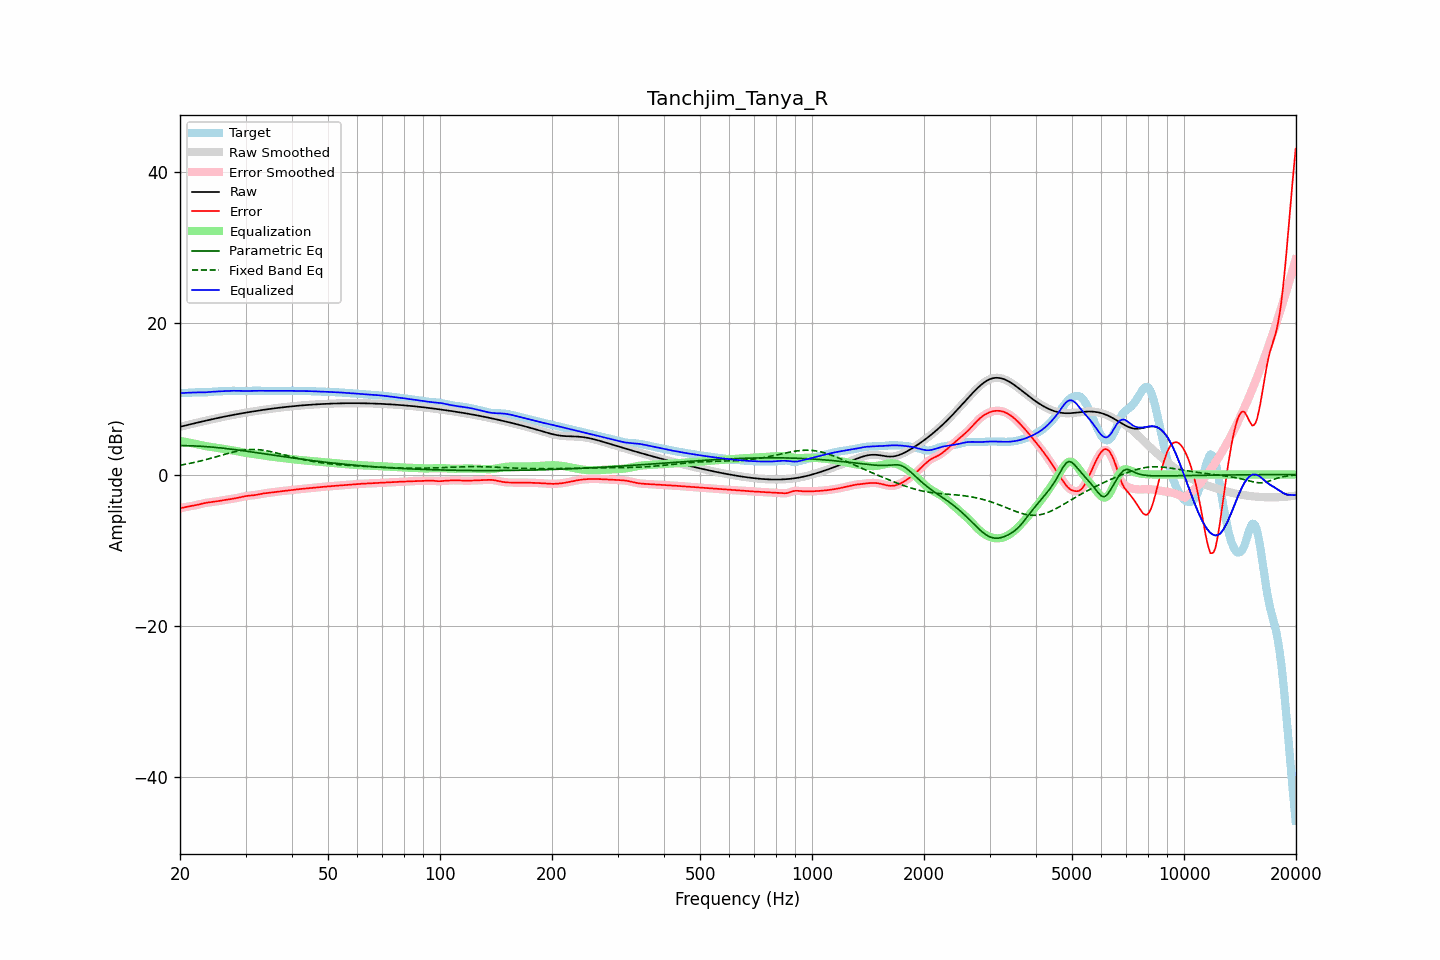 Tanchjim_Tanya_R
Target
Raw Smoothed
Error Smoothed
Raw
Error
Equalization
Parametric Eq
Fixed Band Eq
Equalized
40
20
0
−20
−40
Amplitude (dBr)
20
50
100
200
500
1000
2000
5000
10000
20000
Frequency (Hz)